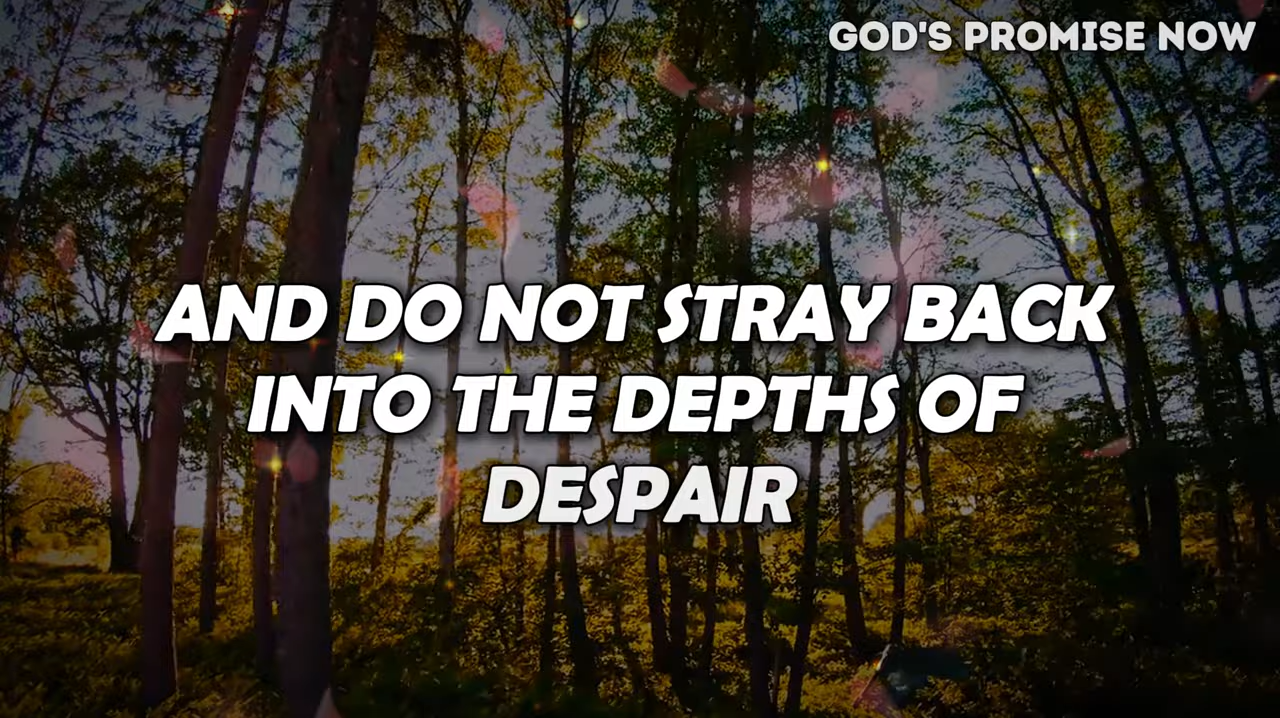 GOD'S PROMISE NOW
AND DO NOT STRAY BACK
INTO THE DEPTHS OF
DESPAIR